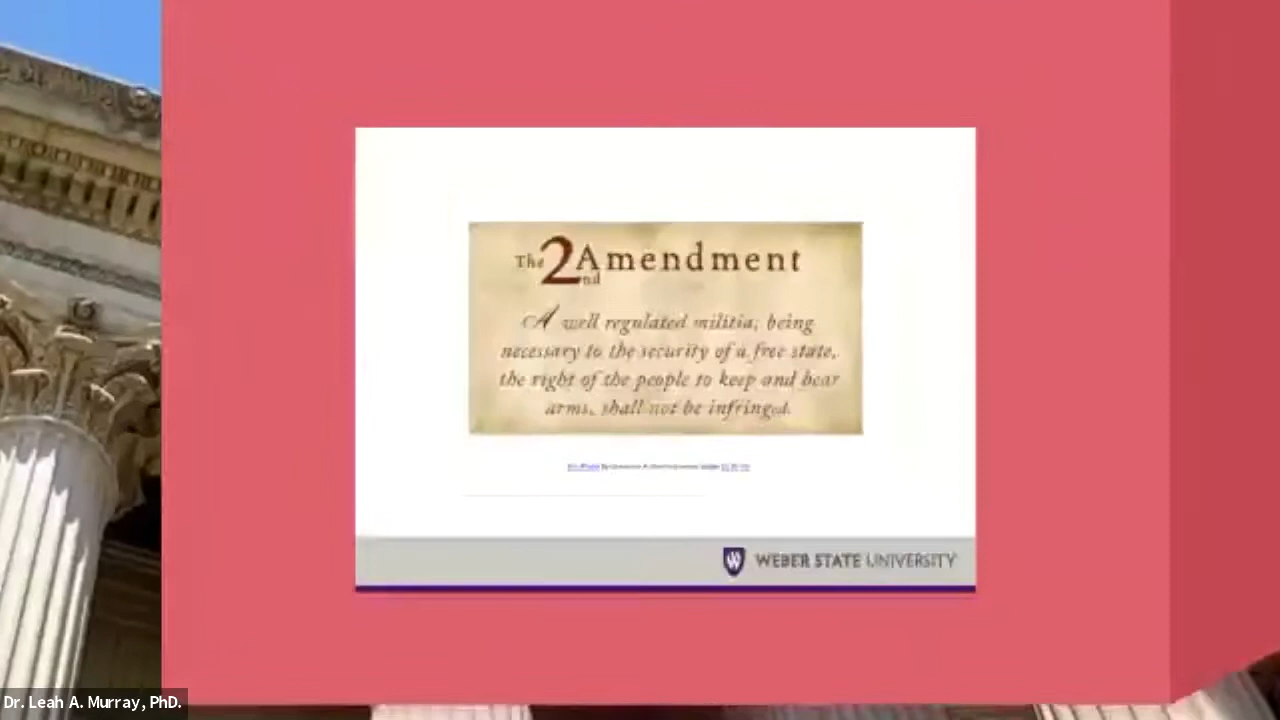 The 2nd Amendment
A well regulated militia, being
necessary to the security of a free state,
the right of the people to keep and bear
arms, shall not be infringed.
W WEBER STATE UNIVERSITY
Dr. Leah A. Murray, PhD.